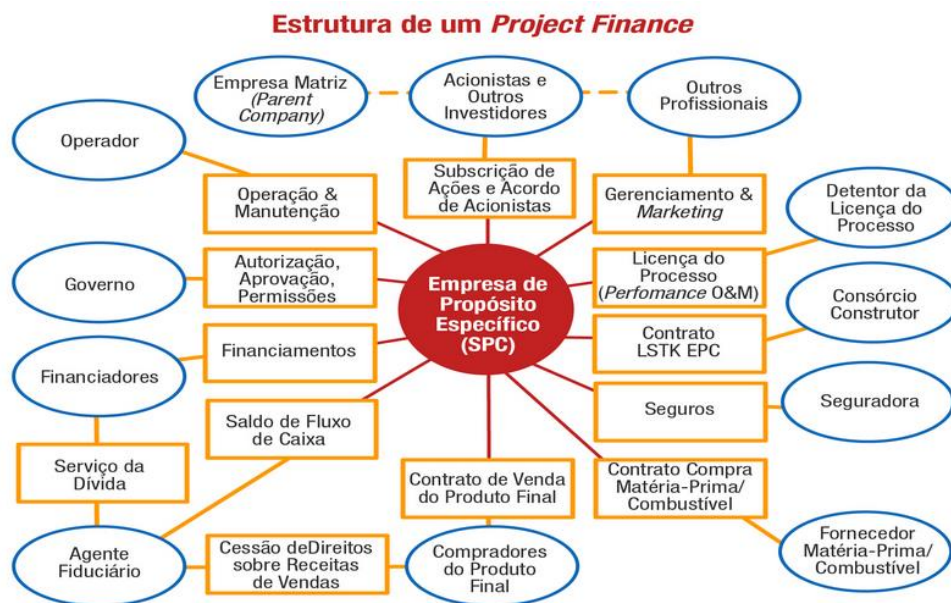 Estrutura de um Project Finance
Empresa Matriz
(Parent
Company)
Acionistas e
Outros
Investidores
Outros
Profissionais
Operador
Operação &
Manutenção
Subscrição de
Ações e Acordo
de Acionistas
Gerenciamento &
Marketing
Detentor da
Licença do
Processo
Governo
Autorização,
Aprovação,
Permissões
Empresa de
Propósito
Específico
(SPC)
Licença do
Processo
(Perfomance O&M)
Consórcio
Construtor
Financiadores
Financiamentos
Contrato
LSTK EPC
Saldo de Fluxo
de Caixa
Seguros
Seguradora
Serviço da
Dívida
Contrato de Venda
do Produto Final
Contrato Compra
Matéria-Prima/
Combustível
Agente
Fiduciário
Cessão deDireitos
sobre Receitas
de Vendas
Compradores
do Produto
Final
Fornecedor
Matéria-Prima/
Combustível